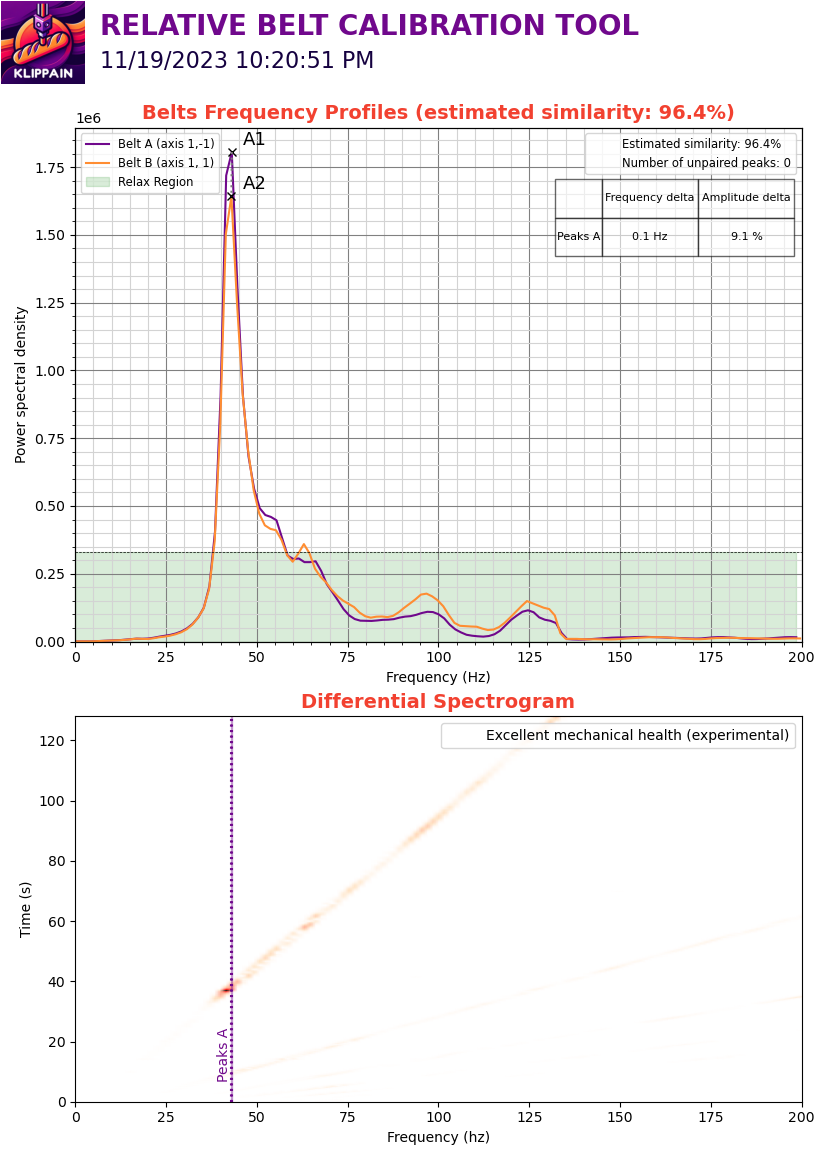 RELATIVE BELT CALIBRATION TOOL
11/19/2023 10:20:51 PM
KLIPPAIN
Belts Frequency Profiles (estimated similarity: 96.4%)
1e6
Belt A (axis 1,-1)
Belt B (axis 1, 1)
Relax Region
A1
A2
Estimated similarity: 96.4%
Number of unpaired peaks: 0
Frequency delta Amplitude delta
Peaks A 0.1 Hz 9.1 %
1.75
1.50
1.25
1.00
0.75
0.50
0.25
0.00
Power spectral density
0 25 50 75 100 125 150 175 200
Frequency (Hz)
Differential Spectrogram
Excellent mechanical health (experimental)
120
100
80
60
40
20
0
Time (s)
Peaks A
0 25 50 75 100 125 150 175 200
Frequency (hz)